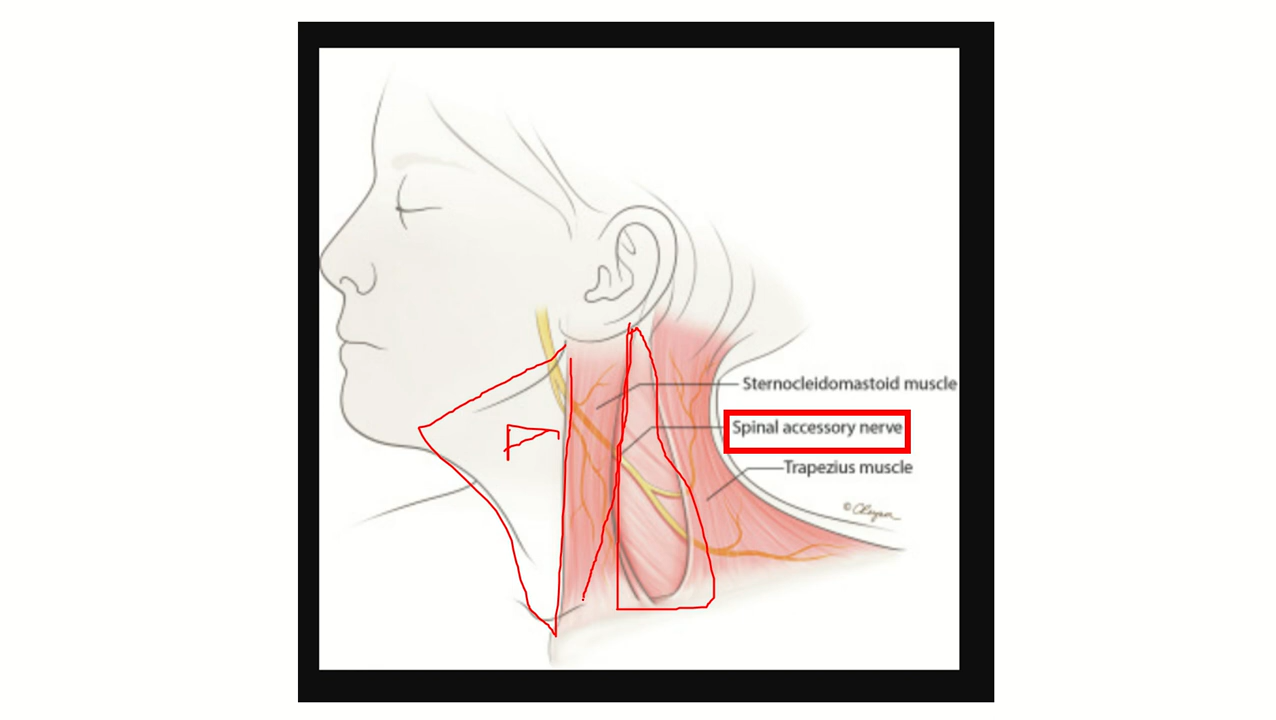 Sternocleidomastoid muscle
Spinal accessory nerve
Trapezius muscle
©